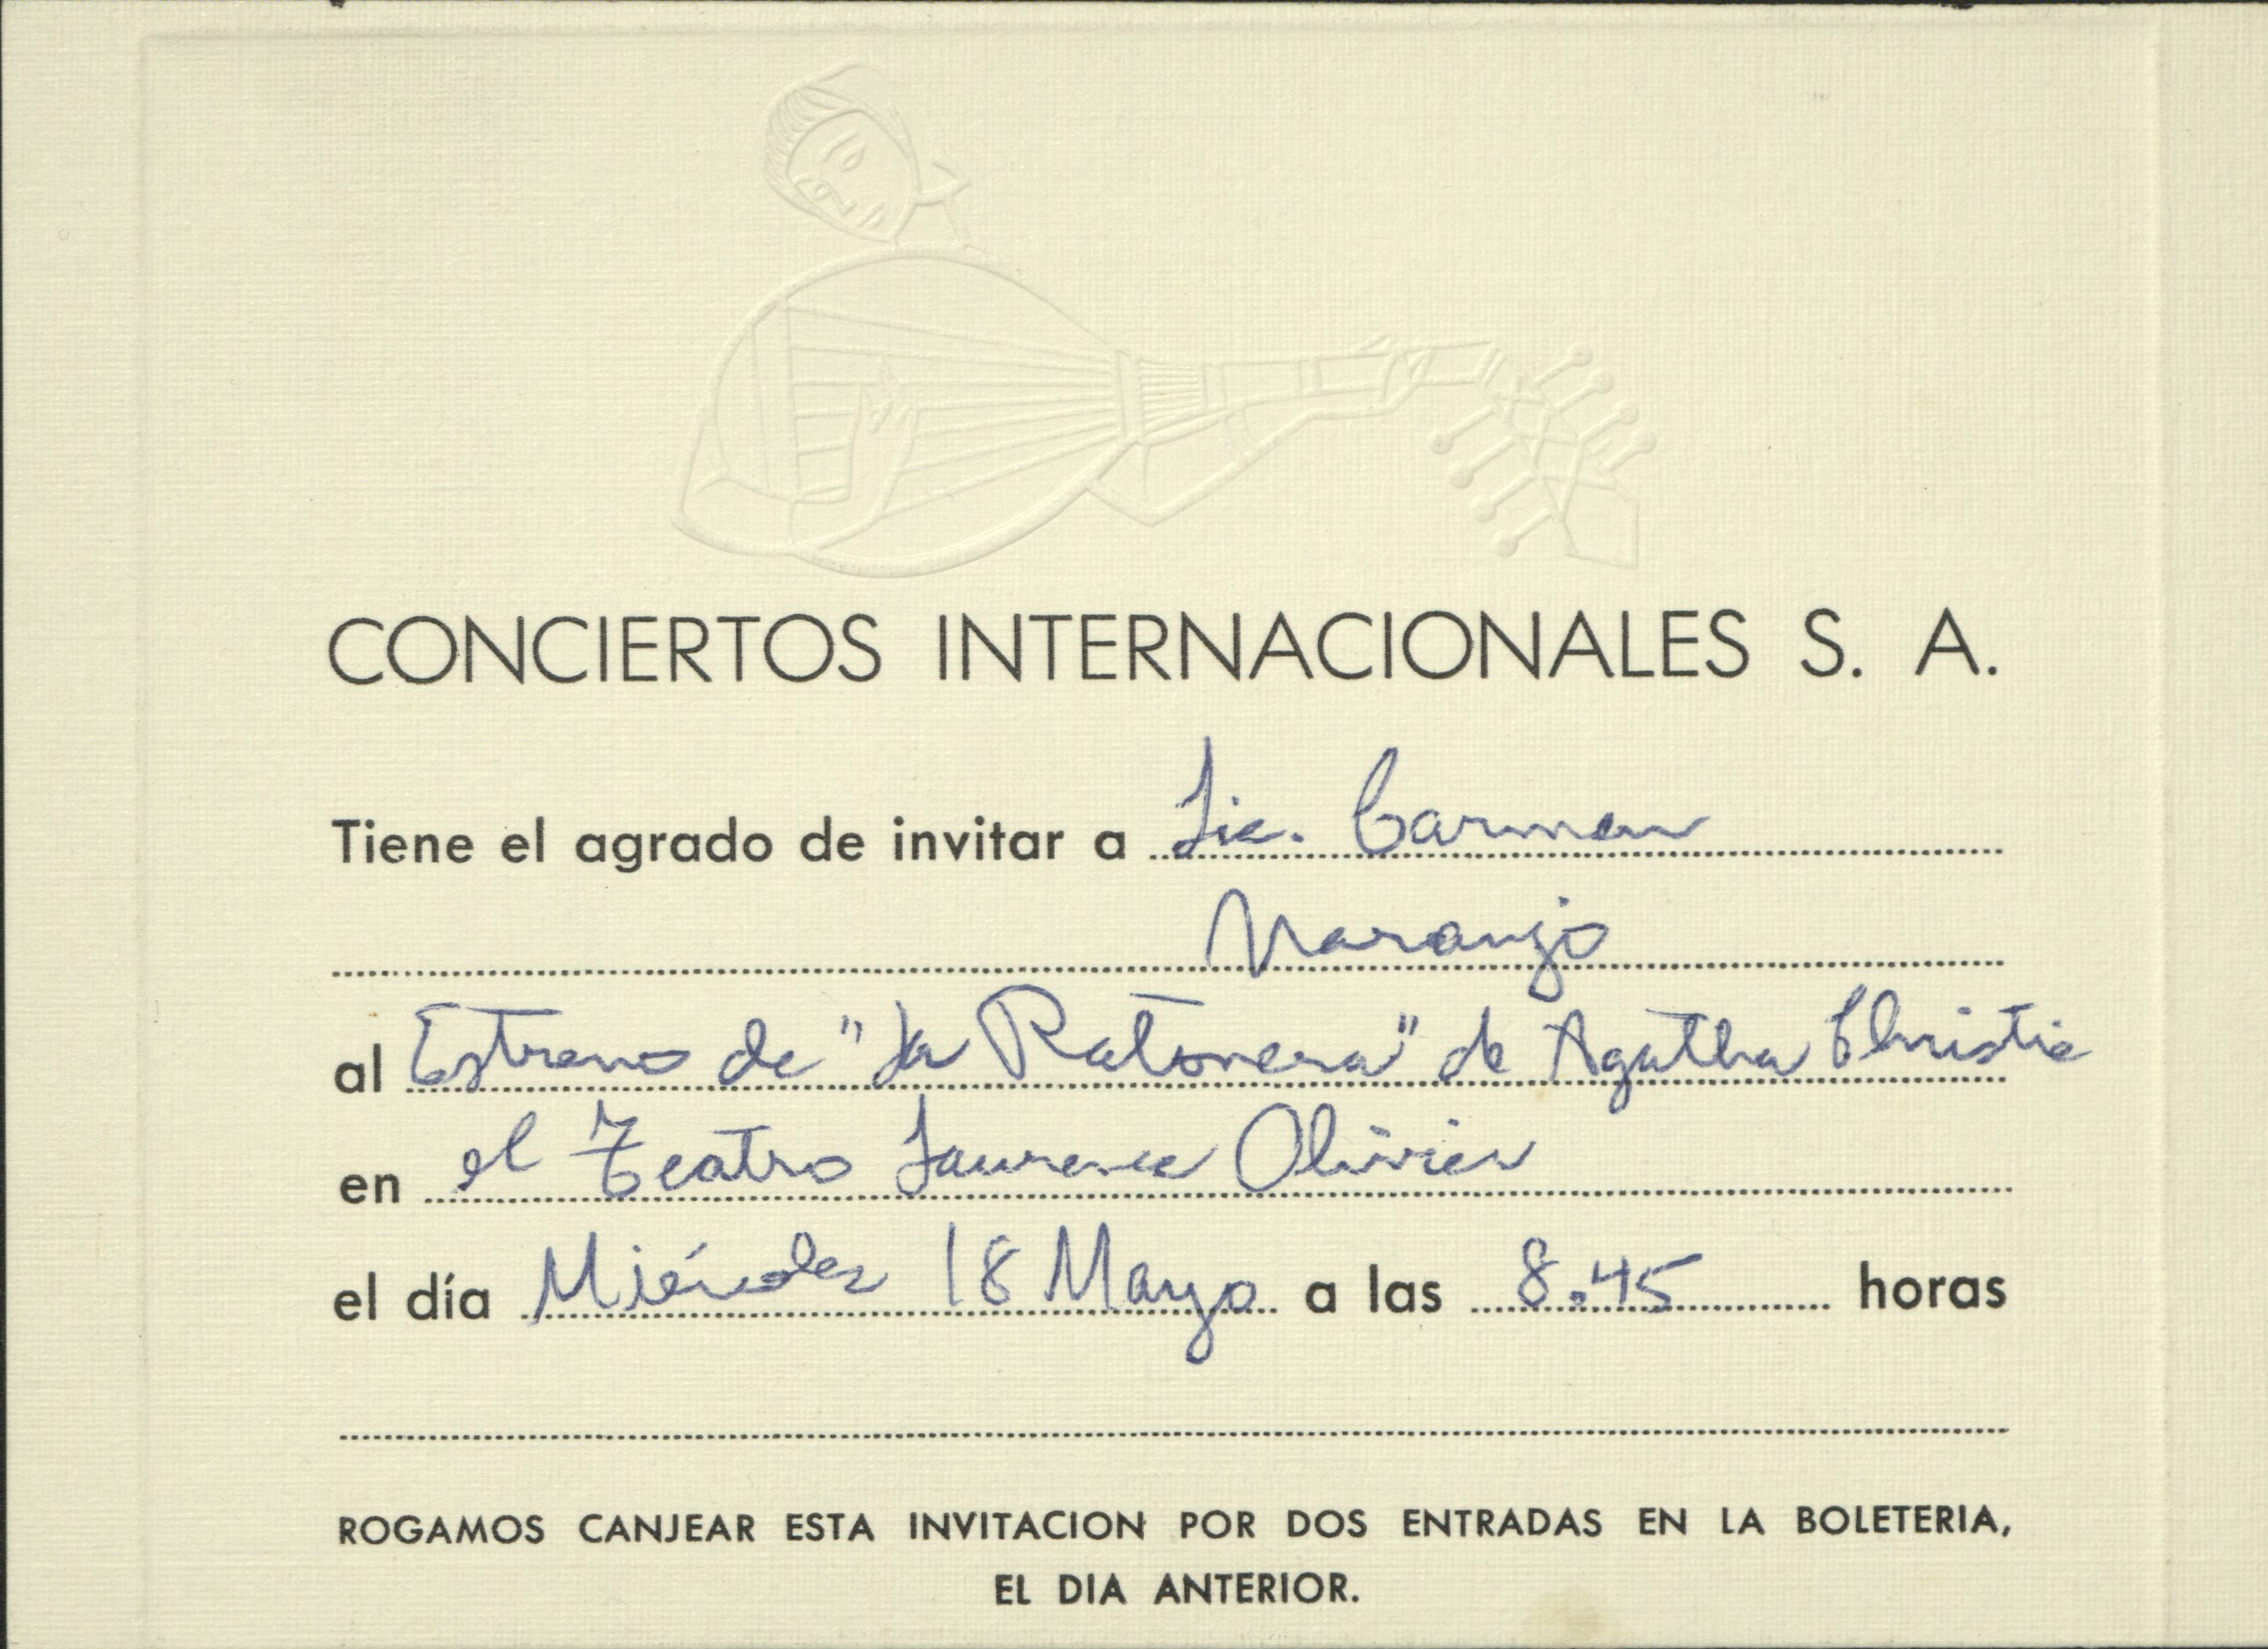 CONCIERTOS INTERNACIONALES S. A.
Tiene el agrado de invitar a Lic. Carmen
Naranjo
al Estreno de "La Ratonera" de Agatha Christie
en el Teatro Laurence Olivier
el día Miércoles 18 Mayo a las 8.45 horas
ROGAMOS CANJEAR ESTA INVITACION POR DOS ENTRADAS EN LA BOLETERIA,
EL DIA ANTERIOR.